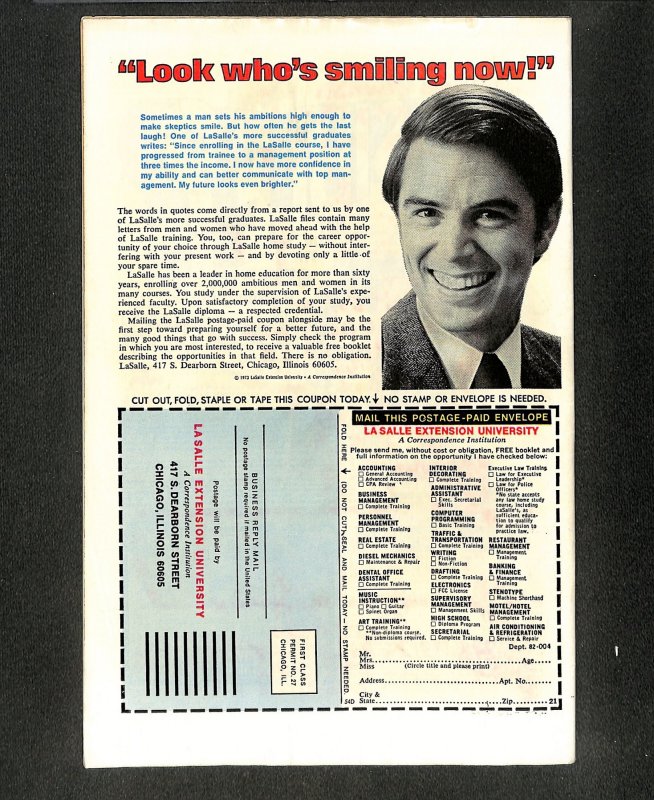 “Look who’s smiling now!”
Sometimes a man sets his ambitions high enough to
make skeptics smile. But how often he gets the last
laugh! One of LaSalle's more successful graduates
writes: "Since enrolling in the LaSalle course, I have
progressed from trainee to a management position at
three times the income. I now have more confidence in
my ability and can better communicate with top man-
agement. My future looks even brighter."
The words in quotes come directly from a report sent to us by one
of LaSalle's more successful graduates. LaSalle files contain many
letters from men and women who have moved ahead with the help
of LaSalle training. You, too, can prepare for the career oppor-
tunity of your choice through LaSalle home study — without inter-
fering with your present work — and by devoting only a little of
your spare time.
LaSalle has been a leader in home education for more than sixty
years, enrolling over 2,000,000 ambitious men and women in its
many courses. You study under the supervision of LaSalle's expe-
rienced faculty. Upon satisfactory completion of your study, you
receive the LaSalle diploma — a respected credential.
Mailing the LaSalle postage-paid coupon alongside may be the
first step toward preparing yourself for a better future, and the
many good things that go with success. Simply check the program
in which you are most interested, to receive a valuable free booklet
describing the opportunities in that field. There is no obligation.
LaSalle, 417 S. Dearborn Street, Chicago, Illinois 60605.
© 1973 LaSalle Extension University • A Correspondence Institution
CUT OUT, FOLD, STAPLE OR TAPE THIS COUPON TODAY. ↓ NO STAMP OR ENVELOPE IS NEEDED.
BUSINESS REPLY MAIL
No postage stamp required if mailed in the United States
Postage will be paid by
LA SALLE EXTENSION UNIVERSITY
A Correspondence Institution
417 S. DEARBORN STREET
CHICAGO, ILLINOIS 60605
FIRST CLASS
PERMIT NO. 27
CHICAGO, ILL.
FOLD HERE → (DO NOT CUT), SEAL AND MAIL TODAY — NO STAMP NEEDED.
54D
MAIL THIS POSTAGE-PAID ENVELOPE
LA SALLE EXTENSION UNIVERSITY
A Correspondence Institution
Please send me, without cost or obligation, FREE booklet and
full information on the opportunity I have checked below:
ACCOUNTING
General Accounting
Advanced Accounting
CPA Review
BUSINESS
MANAGEMENT
Complete Training
PERSONNEL
MANAGEMENT
Complete Training
REAL ESTATE
Complete Training
DIESEL MECHANICS
Maintenance & Repair
DENTAL OFFICE
ASSISTANT
Complete Training
MUSIC
INSTRUCTION**
Piano Guitar
Spinet Organ
ART TRAINING**
Complete Training
**Non-diploma course.
No submissions required.
INTERIOR
DECORATING
Complete Training
ADMINISTRATIVE
ASSISTANT
Exec. Secretarial
Skills
COMPUTER
PROGRAMMING
Basic Training
TRAFFIC &
TRANSPORTATION
Complete Training
WRITING
Fiction
Non-Fiction
DRAFTING
Complete Training
ELECTRONICS
FCC License
SUPERVISORY
MANAGEMENT
Management Skills
HIGH SCHOOL
Diploma Program
SECRETARIAL
Complete Training
Executive Law Training
Law for Executive
Leadership*
Law for Police
Officers*
*No state accepts
any law home study
course, including
LaSalle's, as
sufficient educa-
tion to qualify
for admission to
practice law.
RESTAURANT
MANAGEMENT
Management
Training
BANKING
& FINANCE
Management
Training
STENOTYPE
Machine Shorthand
MOTEL/HOTEL
MANAGEMENT
Complete Training
AIR CONDITIONING
& REFRIGERATION
Service & Repair
Dept. 82-004
Mr.
Mrs. Age
Miss (Circle title and please print)
Address Apt. No.
City &
State Zip 21